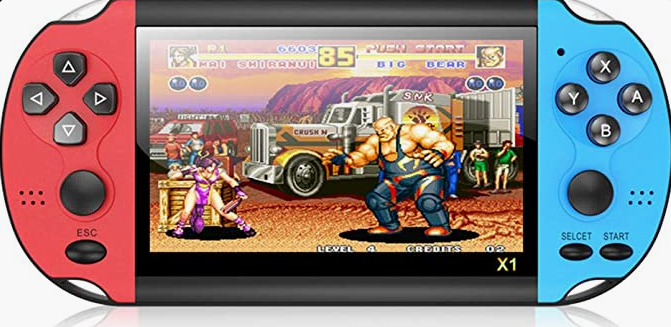 P1 6603 85 PUSH START
MAI SHIRANUI BIG BEAR
SNK
CRUSH N
LEVEL 4 CREDITS 02
X1
ESC
X
Y A
B
SELCET START